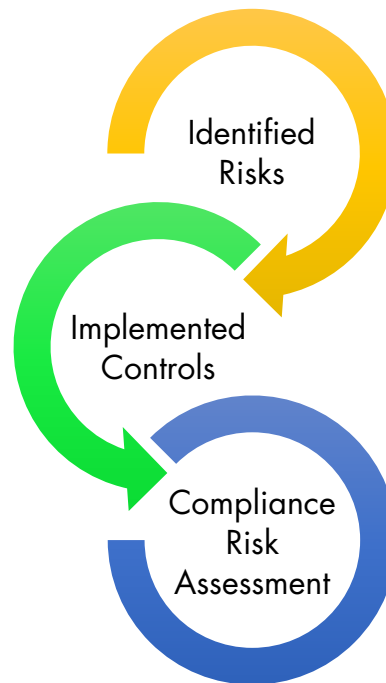 Identified
Risks
Implemented
Controls
Compliance
Risk
Assessment